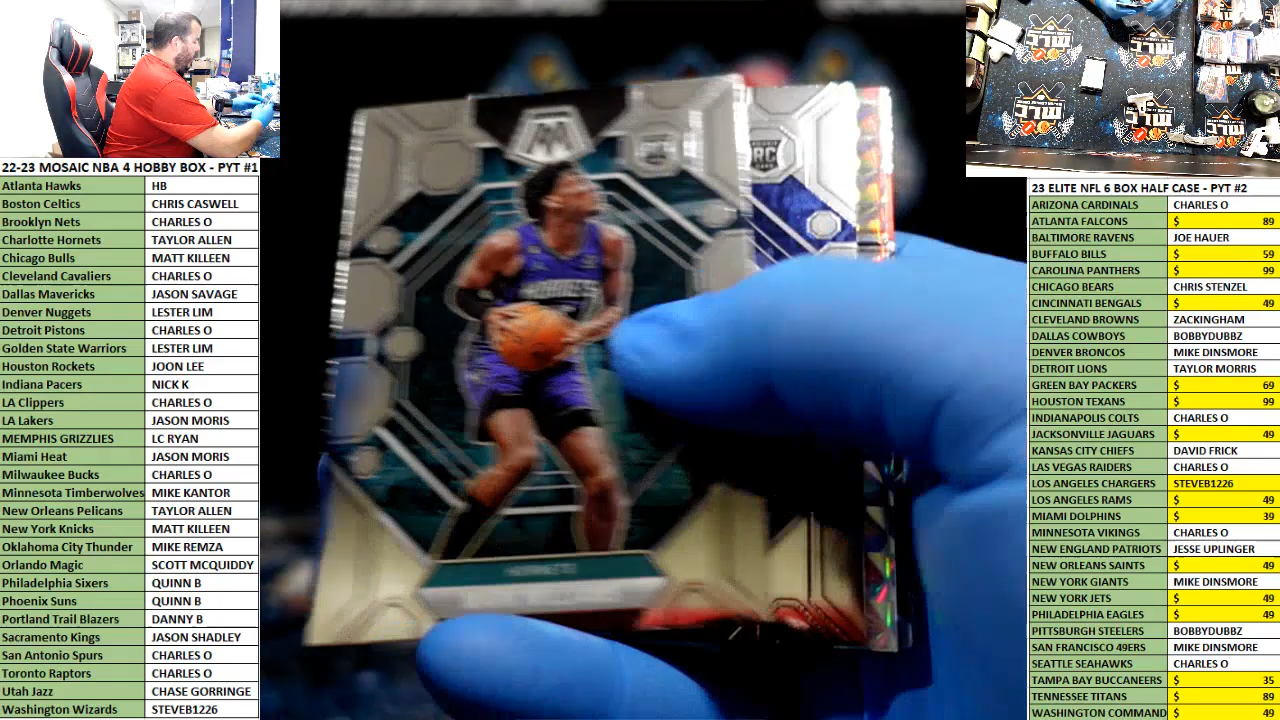 22-23 MOSAIC NBA 4 HOBBY BOX - PYT #1
Atlanta Hawks HB
Boston Celtics CHRIS CASWELL
Brooklyn Nets CHARLES O
Charlotte Hornets TAYLOR ALLEN
Chicago Bulls MATT KILLEEN
Cleveland Cavaliers CHARLES O
Dallas Mavericks JASON SAVAGE
Denver Nuggets LESTER LIM
Detroit Pistons CHARLES O
Golden State Warriors LESTER LIM
Houston Rockets JOON LEE
Indiana Pacers NICK K
LA Clippers CHARLES O
LA Lakers JASON MORIS
MEMPHIS GRIZZLIES LC RYAN
Miami Heat JASON MORIS
Milwaukee Bucks CHARLES O
Minnesota Timberwolves MIKE KANTOR
New Orleans Pelicans TAYLOR ALLEN
New York Knicks MATT KILLEEN
Oklahoma City Thunder MIKE REMZA
Orlando Magic SCOTT MCQUIDDY
Philadelphia Sixers QUINN B
Phoenix Suns QUINN B
Portland Trail Blazers DANNY B
Sacramento Kings JASON SHADLEY
San Antonio Spurs CHARLES O
Toronto Raptors CHARLES O
Utah Jazz CHASE GORRINGE
Washington Wizards STEVEB1226
M
RC
23 ELITE NFL 6 BOX HALF CASE - PYT #2
ARIZONA CARDINALS CHARLES O
ATLANTA FALCONS $ 89
BALTIMORE RAVENS JOE HAUER
BUFFALO BILLS $ 59
CAROLINA PANTHERS $ 99
CHICAGO BEARS CHRIS STENZEL
CINCINNATI BENGALS $ 49
CLEVELAND BROWNS ZACKINGHAM
DALLAS COWBOYS BOBBYDUBBZ
DENVER BRONCOS MIKE DINSMORE
DETROIT LIONS TAYLOR MORRIS
GREEN BAY PACKERS $ 69
HOUSTON TEXANS $ 99
INDIANAPOLIS COLTS CHARLES O
JACKSONVILLE JAGUARS $ 49
KANSAS CITY CHIEFS DAVID FRICK
LAS VEGAS RAIDERS CHARLES O
LOS ANGELES CHARGERS STEVEB1226
LOS ANGELES RAMS $ 49
MIAMI DOLPHINS $ 39
MINNESOTA VIKINGS CHARLES O
NEW ENGLAND PATRIOTS JESSE UPLINGER
NEW ORLEANS SAINTS $ 49
NEW YORK GIANTS MIKE DINSMORE
NEW YORK JETS $ 49
PHILADELPHIA EAGLES $ 49
PITTSBURGH STEELERS BOBBYDUBBZ
SAN FRANCISCO 49ERS MIKE DINSMORE
SEATTLE SEAHAWKS CHARLES O
TAMPA BAY BUCCANEERS $ 35
TENNESSEE TITANS $ 89
WASHINGTON COMMAND $ 49